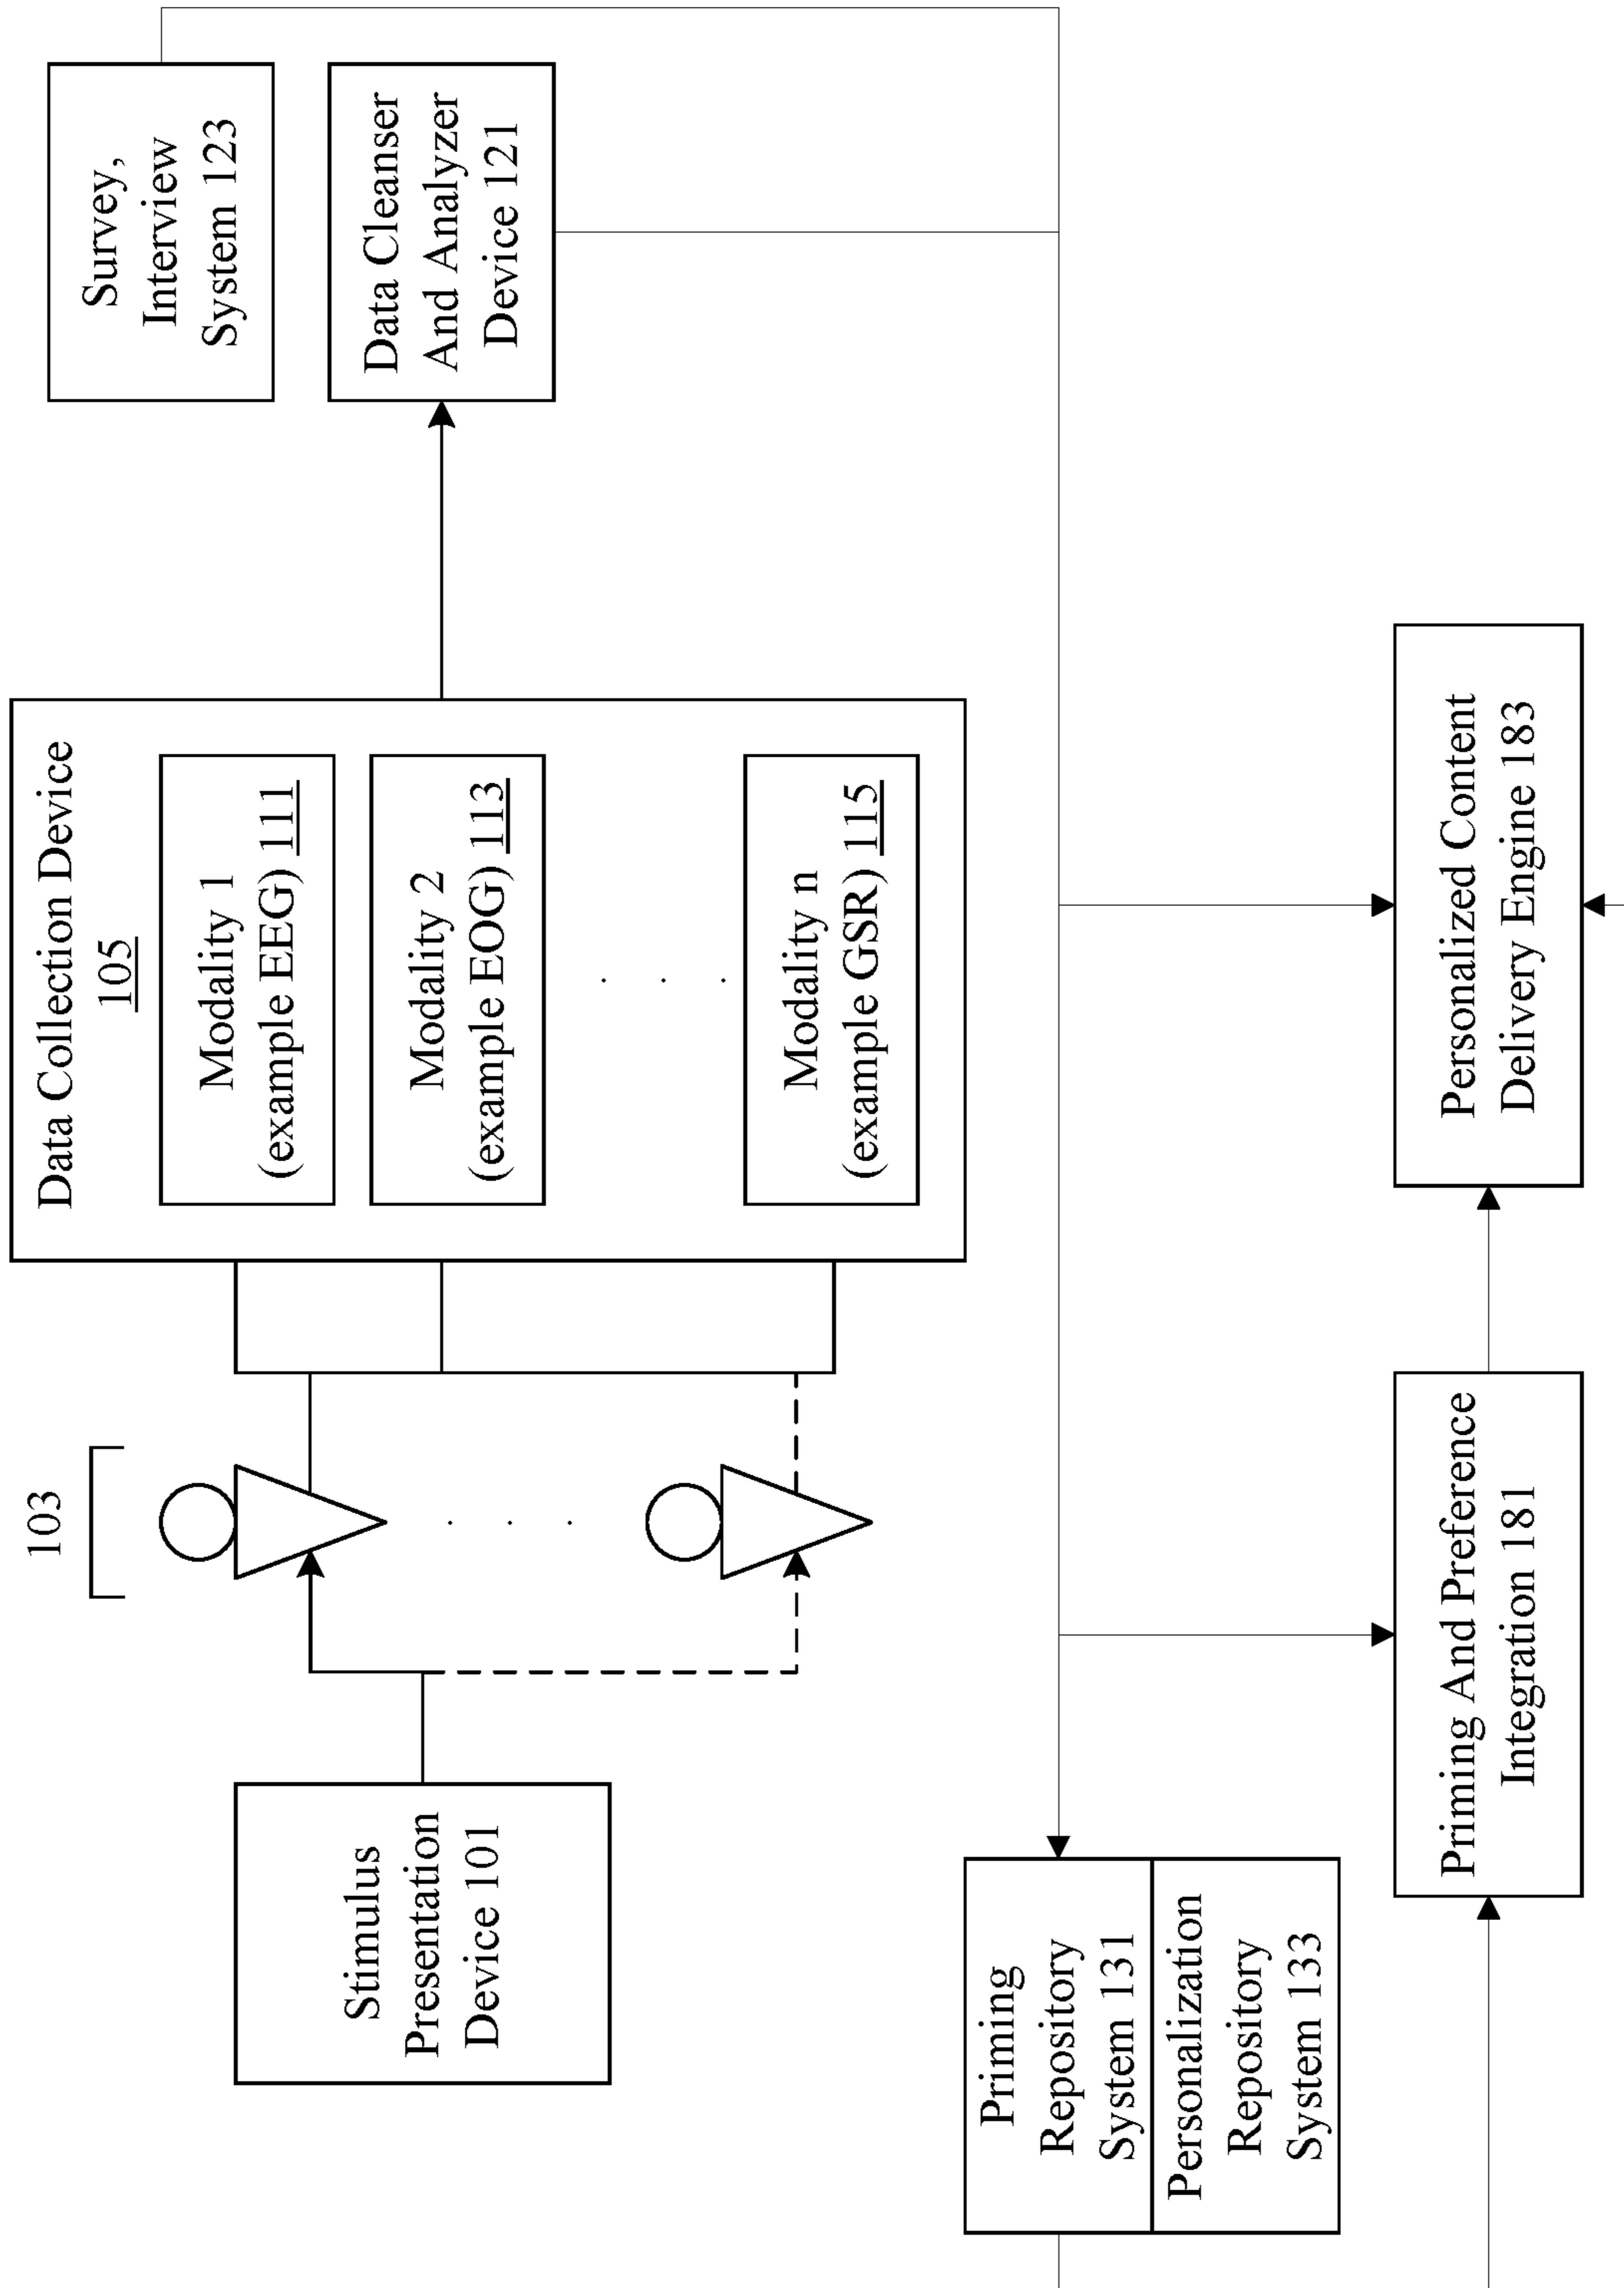 103
Stimulus
Presentation
Device 101
Data Collection Device
105
Modality 1
(example EEG) 111
Modality 2
(example EOG) 113
. . .
Modality n
(example GSR) 115
Survey,
Interview
System 123
Data Cleanser
And Analyzer
Device 121
Priming
Repository
System 131
Personalization
Repository
System 133
Priming And Preference
Integration 181
Personalized Content
Delivery Engine 183